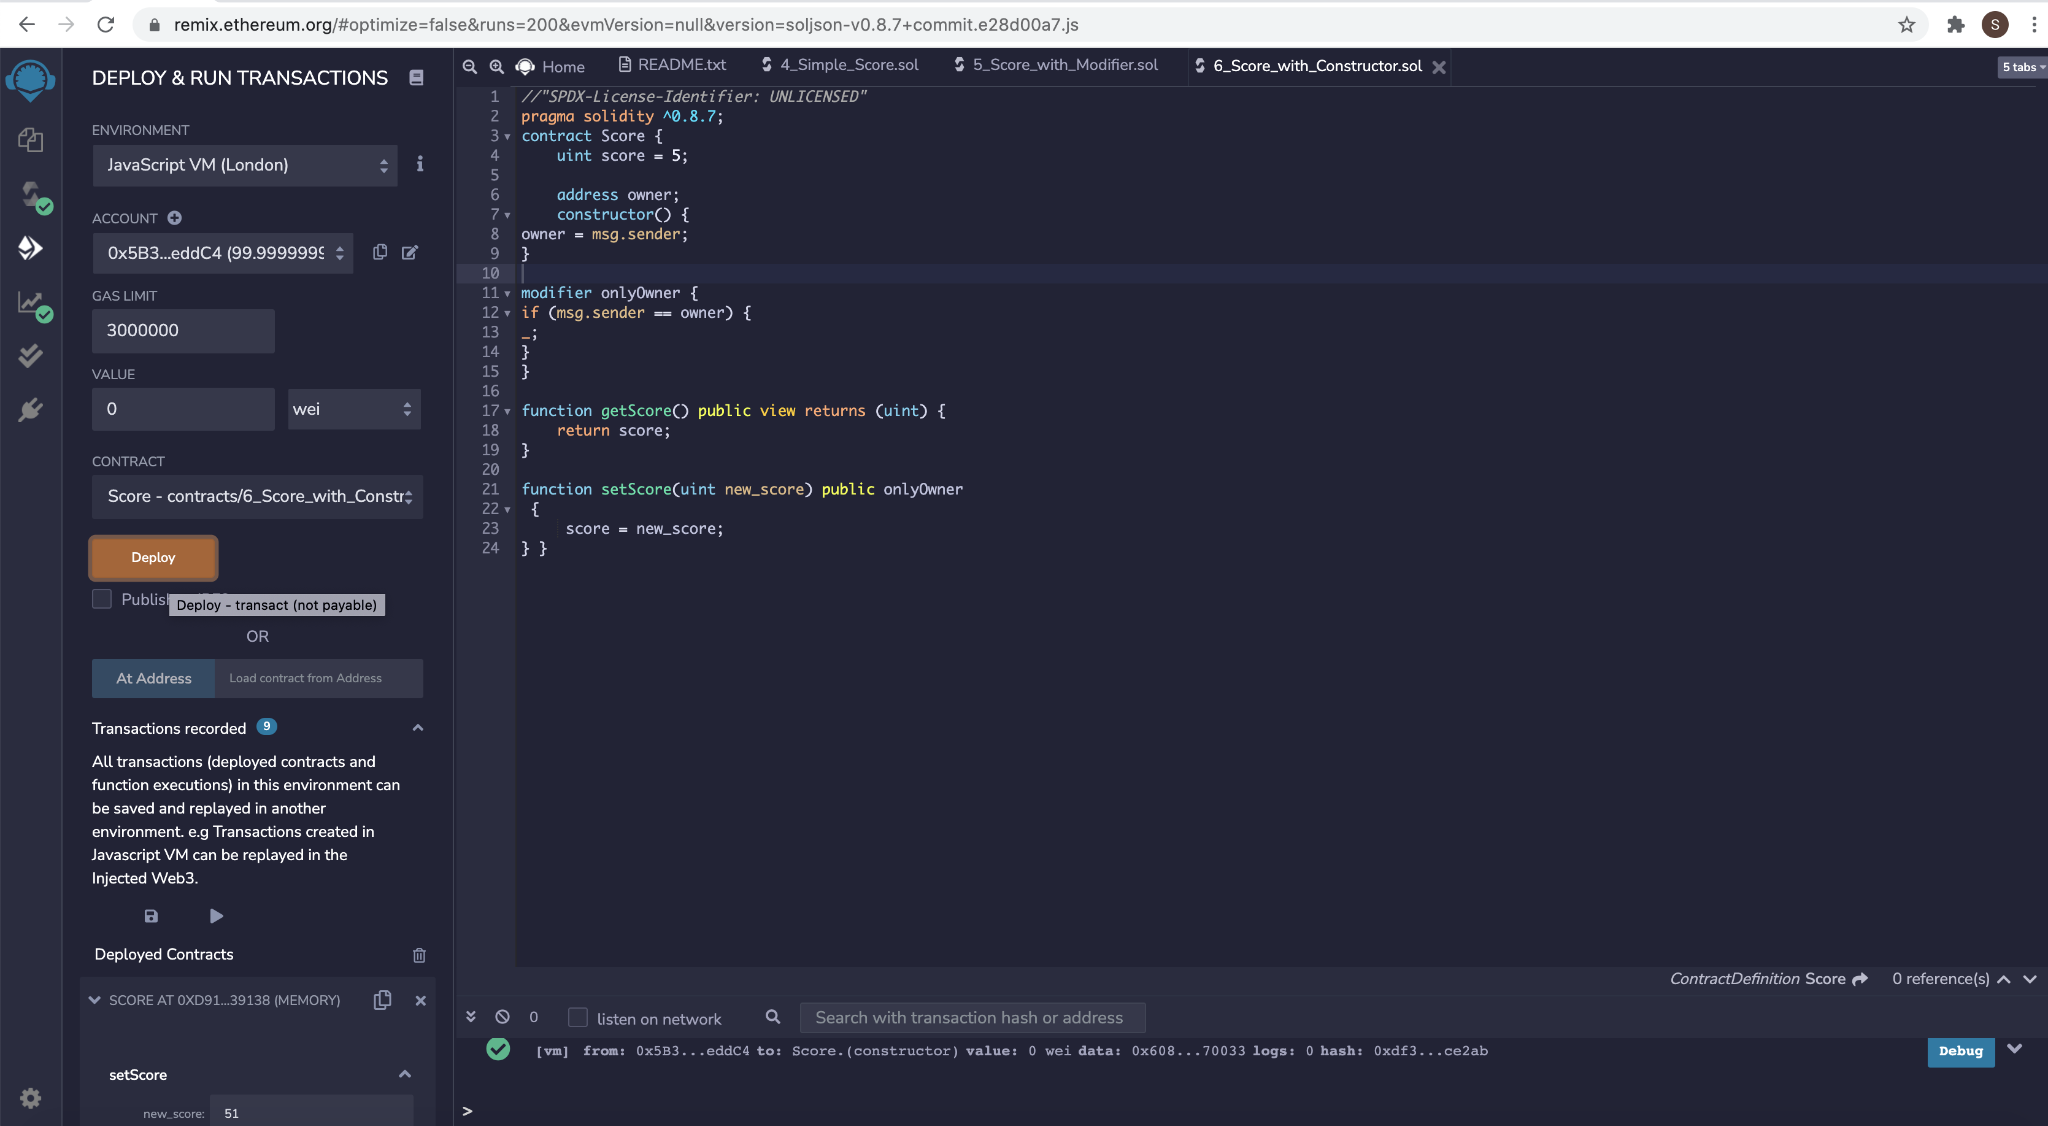 remix.ethereum.org/#optimize=false&runs=200&evmVersion=null&version=soljson-v0.8.7+commit.e28d00a7.js
S
DEPLOY & RUN TRANSACTIONS
ENVIRONMENT
JavaScript VM (London)
i
ACCOUNT
0x5B3...eddC4 (99.9999999
GAS LIMIT
3000000
VALUE
0
wei
CONTRACT
Score - contracts/6_Score_with_Constr
Deploy
Publis
Deploy - transact (not payable)
OR
At Address
Load contract from Address
Transactions recorded 9
All transactions (deployed contracts and
function executions) in this environment can
be saved and replayed in another
environment. e.g Transactions created in
Javascript VM can be replayed in the
Injected Web3.
Deployed Contracts
SCORE AT 0XD91...39138 (MEMORY)
setScore
new_score: 51
Home
README.txt
4_Simple_Score.sol
5_Score_with_Modifier.sol
6_Score_with_Constructor.sol
5 tabs
1 //"SPDX-License-Identifier: UNLICENSED"
2 pragma solidity ^0.8.7;
3 contract Score {
4 uint score = 5;
5
6 address owner;
7 constructor() {
8 owner = msg.sender;
9 }
10
11 modifier onlyOwner {
12 if (msg.sender == owner) {
13 _;
14 }
15 }
16
17 function getScore() public view returns (uint) {
18 return score;
19 }
20
21 function setScore(uint new_score) public onlyOwner
22 {
23 score = new_score;
24 } }
ContractDefinition Score 0 reference(s)
0
listen on network
Search with transaction hash or address
[vm] from: 0x5B3...eddC4 to: Score.(constructor) value: 0 wei data: 0x608...70033 logs: 0 hash: 0xdf3...ce2ab
Debug
>